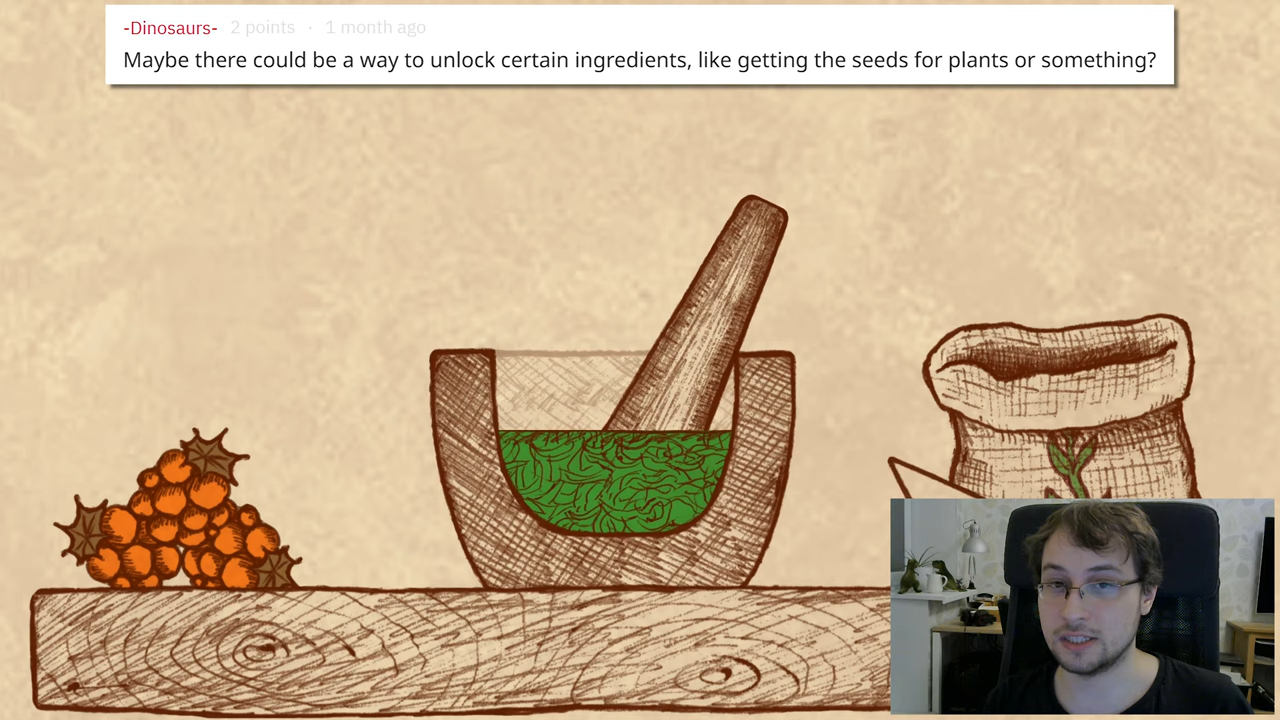 -Dinosaurs- 2 points · 1 month ago
Maybe there could be a way to unlock certain ingredients, like getting the seeds for plants or something?